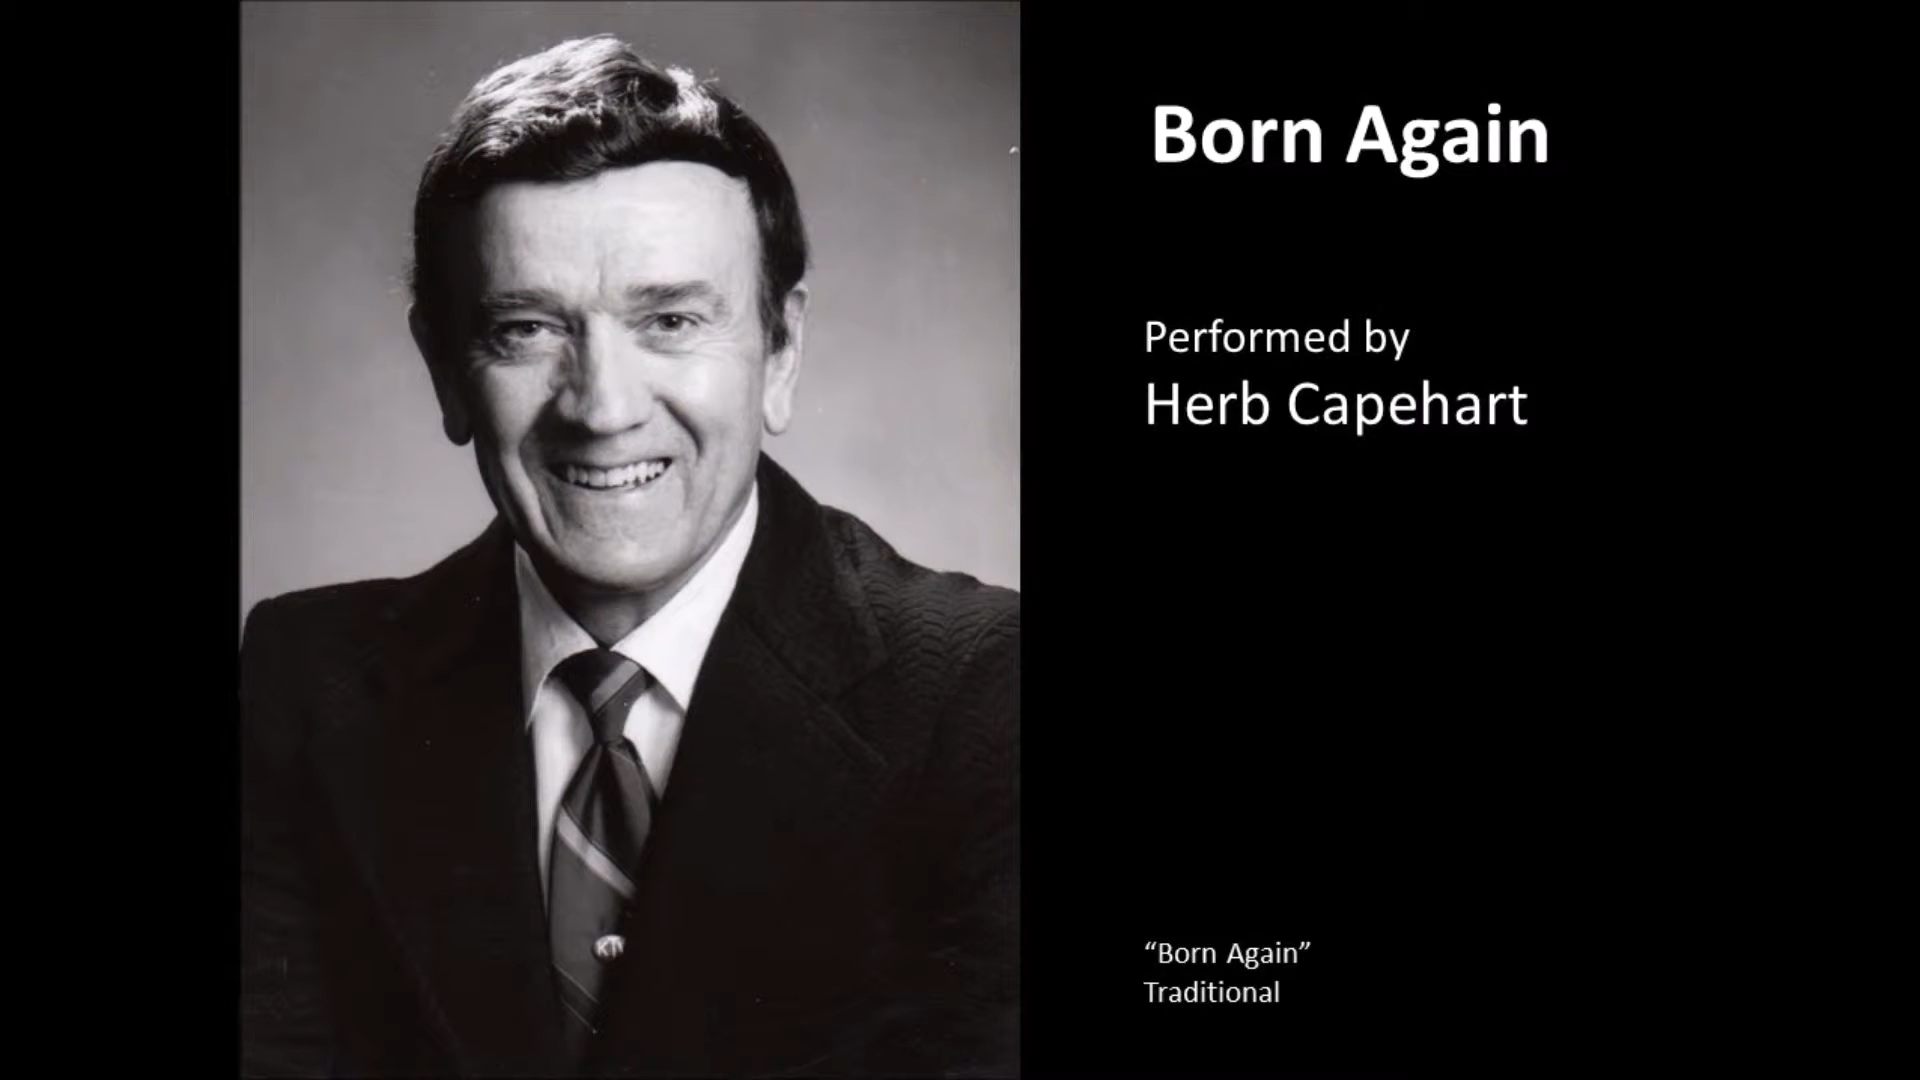 Born Again
Performed by
Herb Capehart
“Born Again”
Traditional